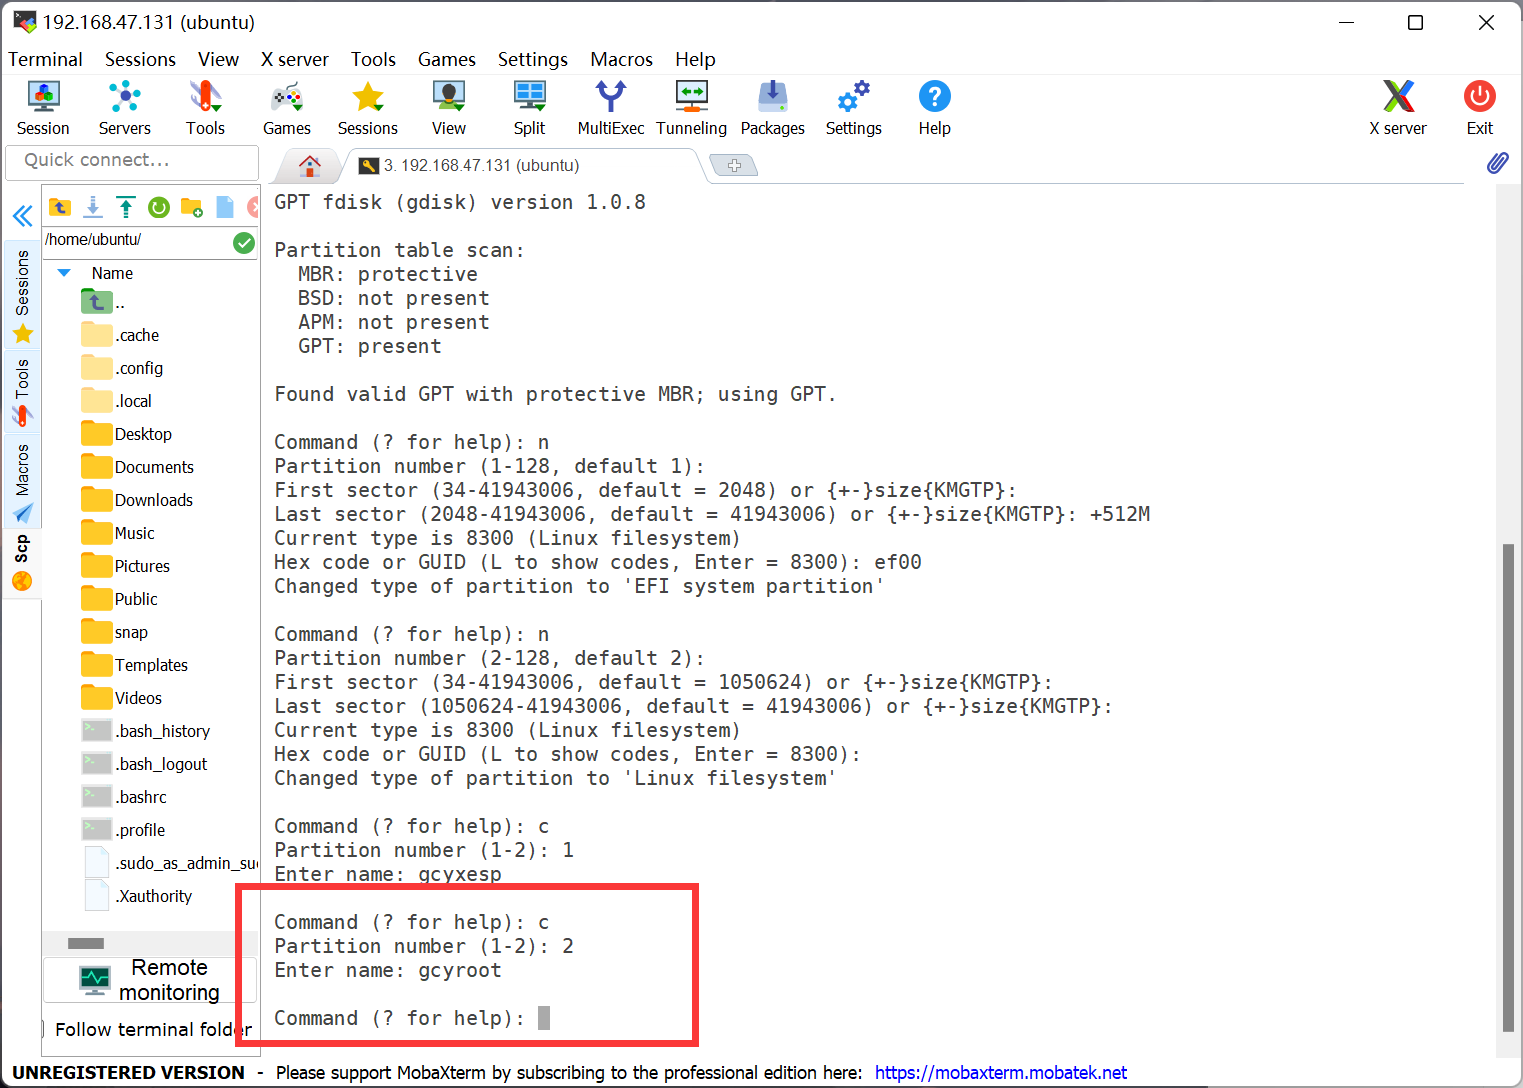 192.168.47.131 (ubuntu)
Terminal Sessions View X server Tools Games Settings Macros Help
Session Servers Tools Games Sessions View Split MultiExec Tunneling Packages Settings Help X server Exit
Quick connect...
3. 192.168.47.131 (ubuntu)
/home/ubuntu/
Name
..
.cache
.config
.local
Desktop
Documents
Downloads
Music
Pictures
Public
snap
Templates
Videos
.bash_history
.bash_logout
.bashrc
.profile
.sudo_as_admin_su
.Xauthority
Sessions
Tools
Macros
Scp
Remote
monitoring
Follow terminal folder
GPT fdisk (gdisk) version 1.0.8
Partition table scan:
MBR: protective
BSD: not present
APM: not present
GPT: present
Found valid GPT with protective MBR; using GPT.
Command (? for help): n
Partition number (1-128, default 1):
First sector (34-41943006, default = 2048) or {+-}size{KMGTP}:
Last sector (2048-41943006, default = 41943006) or {+-}size{KMGTP}: +512M
Current type is 8300 (Linux filesystem)
Hex code or GUID (L to show codes, Enter = 8300): ef00
Changed type of partition to 'EFI system partition'
Command (? for help): n
Partition number (2-128, default 2):
First sector (34-41943006, default = 1050624) or {+-}size{KMGTP}:
Last sector (1050624-41943006, default = 41943006) or {+-}size{KMGTP}:
Current type is 8300 (Linux filesystem)
Hex code or GUID (L to show codes, Enter = 8300):
Changed type of partition to 'Linux filesystem'
Command (? for help): c
Partition number (1-2): 1
Enter name: gcyxesp
Command (? for help): c
Partition number (1-2): 2
Enter name: gcyroot
Command (? for help):
UNREGISTERED VERSION - Please support MobaXterm by subscribing to the professional edition here: https://mobaxterm.mobatek.net